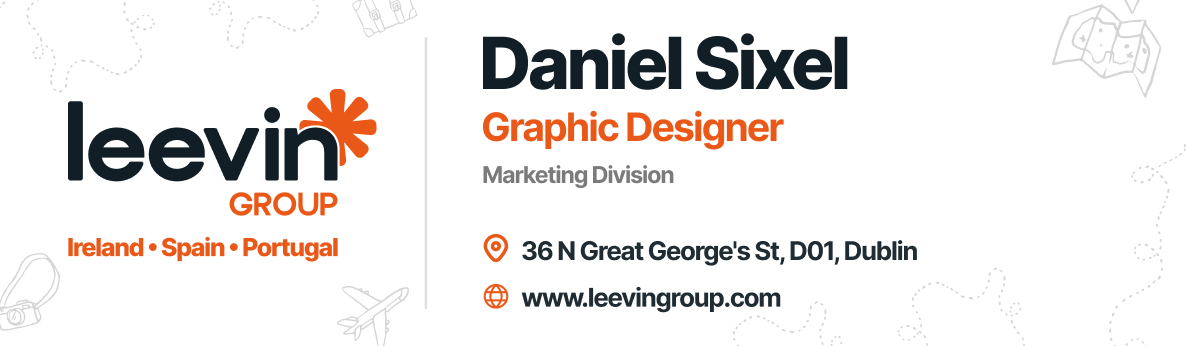 leevin
GROUP
Ireland • Spain • Portugal
Daniel Sixel
Graphic Designer
Marketing Division
36 N Great George's St, D01, Dublin
www.leevingroup.com